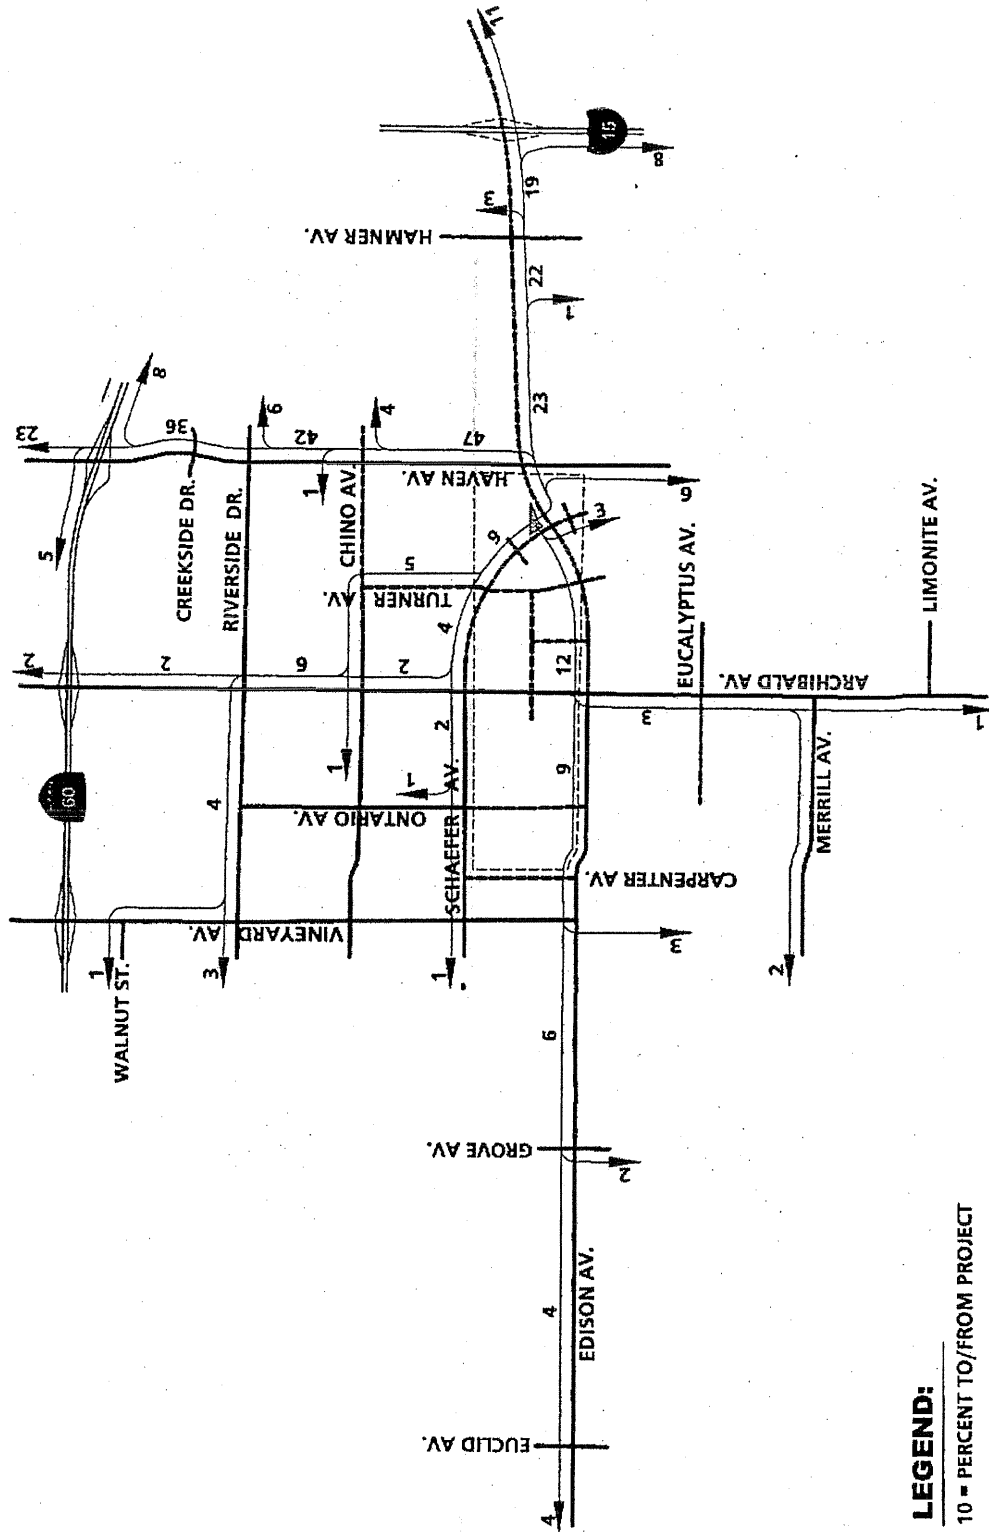 11
15
8
19
3
HAMNER AV.
22
1
23
8
23
36
6
42
4
47
1
HAVEN AV.
6
3
5
CREEKSIDE DR.
RIVERSIDE DR.
CHINO AV.
9
5
TURNER AV.
4
2
2
6
2
12
EUCALYPTUS AV.
LIMONITE AV.
ARCHIBALD AV.
3
1
60
4
1
1
2
ONTARIO AV.
SCHAEFER AV.
9
MERRILL AV.
CARPENTER AV.
VINEYARD AV.
1
WALNUT ST.
3
1
3
2
6
GROVE AV.
2
4
EDISON AV.
EUCLID AV.
4
LEGEND:
10 = PERCENT TO/FROM PROJECT